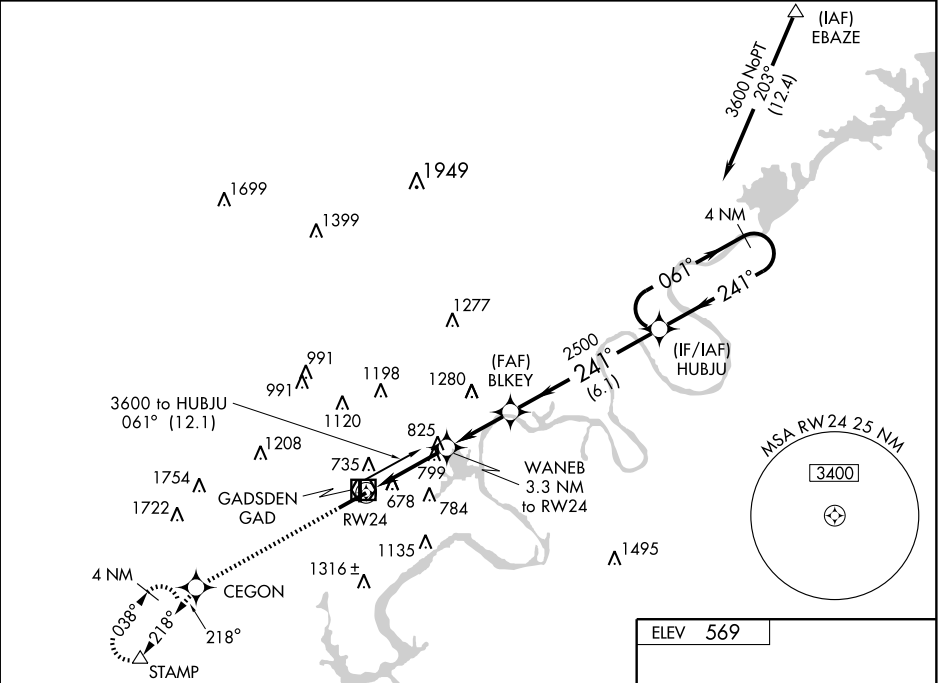 (IAF)
EBAZE
3600 NoPT
203°
(12.4)
1949
1699
1399
4 NM
061°
241°
1277
2500
241°
(6.1)
(IF/IAF)
HUBJU
(FAF)
BLKEY
991
991
1198
1280
1120
3600 to HUBJU
061° (12.1)
825
1208
735
799
WANEB
3.3 NM
to RW24
MSA RW24 25 NM
3400
1754
GADSDEN
GAD
678
784
1722
RW24
1135
1495
1316 ±
4 NM
CEGON
038°
218°
218°
STAMP
ELEV 569